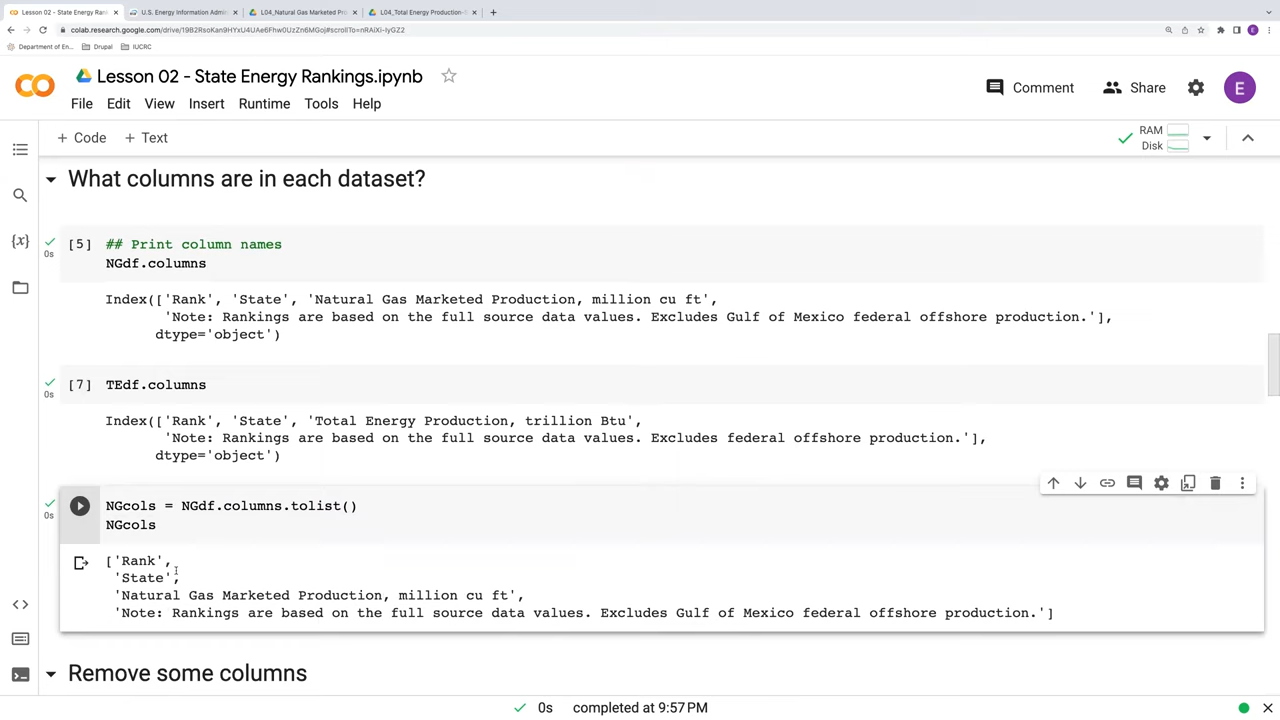 Lesson 02 - State Energy Ran
U.S. Energy Information Admi
L04_Natural Gas Marketed Pro
L04_Total Energy Production-S
colab.research.google.com/drive/19B2RsoKan9HYxU4UAe6Fhw0UzZn6MGoj#scrollTo=nRAiXi-IyGZ2
Department of En...
Drupal
IUCRC
Lesson 02 - State Energy Rankings.ipynb
File Edit View Insert Runtime Tools Help
Comment
Share
E
+ Code + Text
RAM
Disk
What columns are in each dataset?
[5] ## Print column names
0s
NGdf.columns
Index(['Rank', 'State', 'Natural Gas Marketed Production, million cu ft',
'Note: Rankings are based on the full source data values. Excludes Gulf of Mexico federal offshore production.'],
dtype='object')
[7] TEdf.columns
0s
Index(['Rank', 'State', 'Total Energy Production, trillion Btu',
'Note: Rankings are based on the full source data values. Excludes federal offshore production.'],
dtype='object')
NGcols = NGdf.columns.tolist()
0s
NGcols
['Rank',
'State',
'Natural Gas Marketed Production, million cu ft',
'Note: Rankings are based on the full source data values. Excludes Gulf of Mexico federal offshore production.']
Remove some columns
0s completed at 9:57 PM